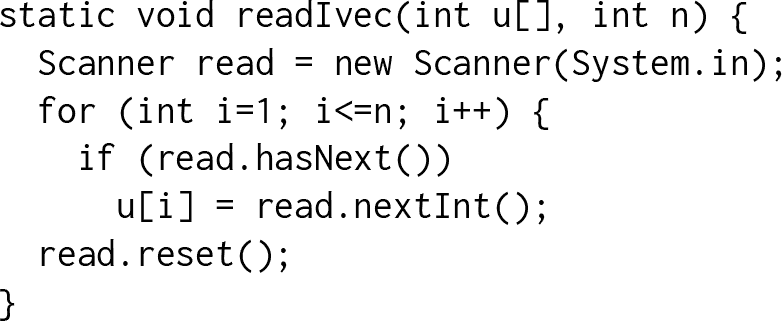 static void readIvec(int u[], int n) {
  Scanner read = new Scanner(System.in);
  for (int i=1; i<=n; i++) {
    if (read.hasNext())
      u[i] = read.nextInt();
  read.reset();
}